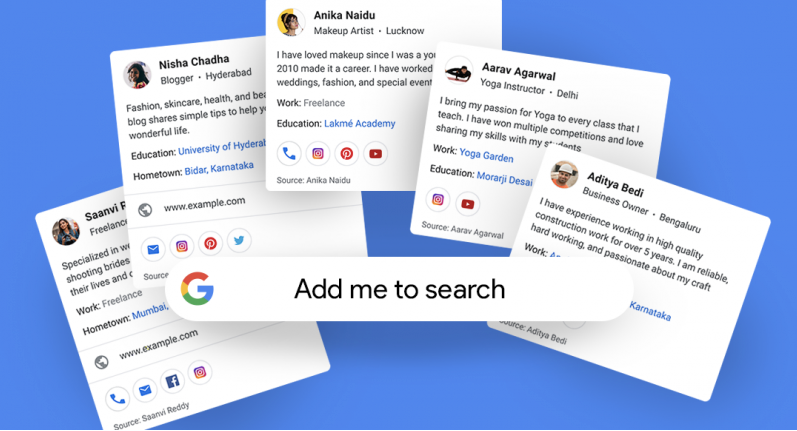 Anika Naidu
Makeup Artist • Lucknow
I have loved makeup since I was a
2010 made it a career. I have worked
weddings, fashion, and special
Work: Freelance
Education: Lakmé Academy
Source: Anika Naidu
Nisha Chadha
Blogger • Hyderabad
Fashion, skincare, health, and
blog shares simple tips to help
wonderful life.
Education: University of
Hometown: Bidar, Karnataka
www.example.com
Aarav Agarwal
Yoga Instructor • Delhi
I bring my passion for Yoga to every class that I
teach. I have won multiple competitions and love
sharing my skills with my students
Work: Yoga Garden
Education: Morarji Desai
Source: Aarav Agarwal
Aditya Bedi
Business Owner • Bengaluru
I have experience working in high quality
construction work for over 5 years. I am reliable,
hard working, and passionate about my craft
Work:
Karnataka
Source: Aditya Bedi
Saanvi
Specialized in
shooting brides
their lives and
Work: Freelance
Hometown: Mumbai,
www.example.com
Source: Saanvi Reddy
G
Add me to search